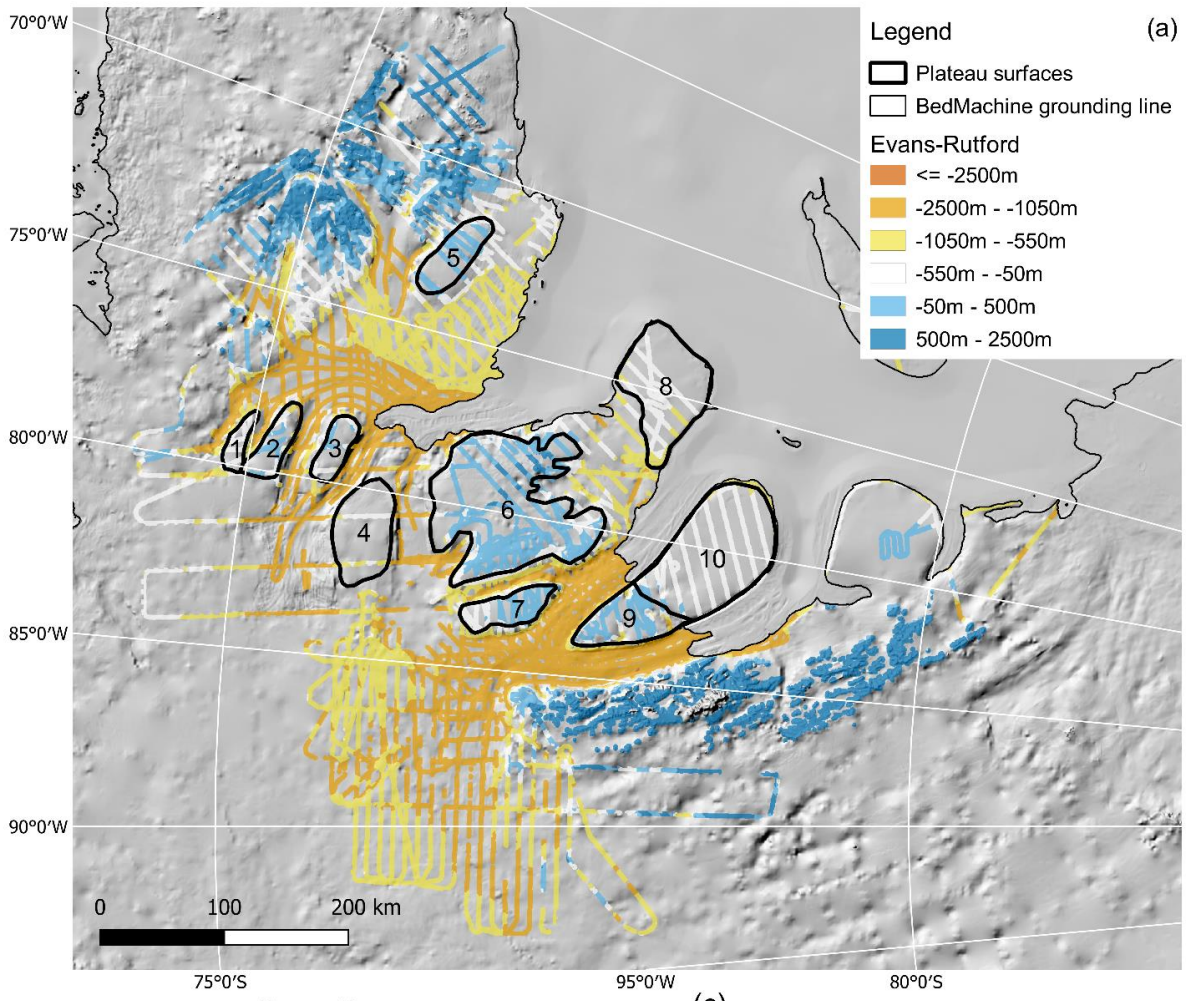 70°0'W
Legend
(a)
Plateau surfaces
BedMachine grounding line
Evans-Rutford
<= -2500m
-2500m - -1050m
-1050m - -550m
-550m - -50m
-50m - 500m
500m - 2500m
75°0'W
5
8
80°0'W
1
2
3
6
4
10
7
9
85°0'W
90°0'W
0
100
200 km
75°0'S
95°0'W
80°0'S